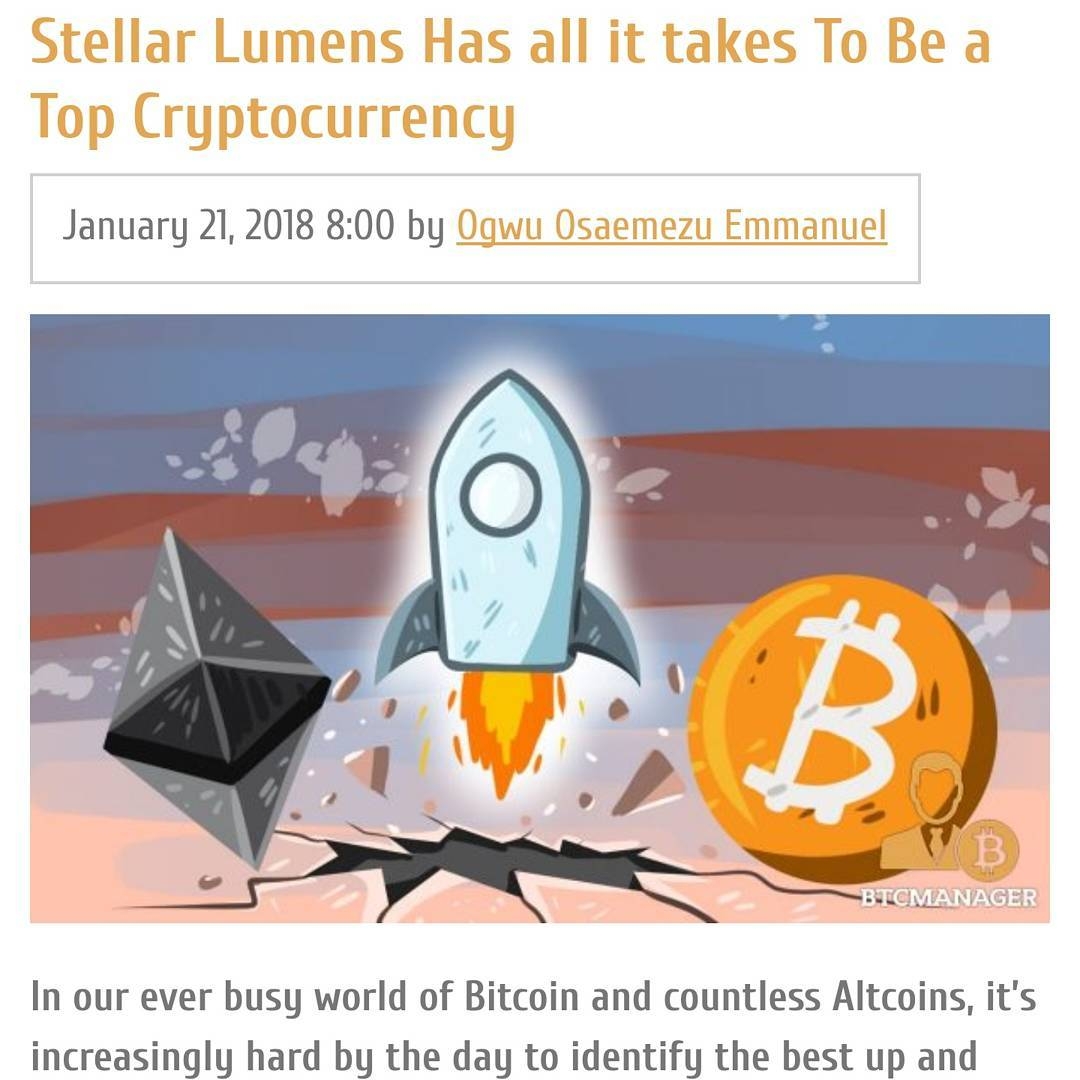 Stellar Lumens Has all it takes To Be a
Top Cryptocurrency
January 21, 2018 8:00 by Ogwu Osaemezu Emmanuel
BTCMANAGER
In our ever busy world of Bitcoin and countless Altcoins, it's
increasingly hard by the day to identify the best up and